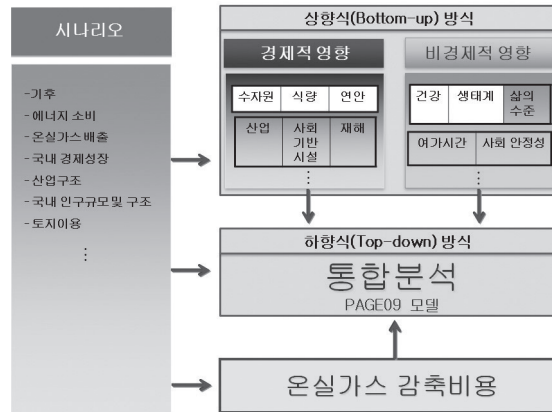 시나리오
-기후
-에너지 소비
-온실가스 배출
-국내 경제성장
-산업구조
-국내 인구규모 및 구조
-토지이용
⋮
상향식(Bottom-up) 방식
경제적 영향
수자원 식량 연안
산업 사회 기반 시설 재해
⋮
비경제적 영향
건강 생태계 삶의 수준
여가시간 사회 안정성
⋮
하향식(Top-down) 방식
통합분석
PAGE09 모델
온실가스 감축비용